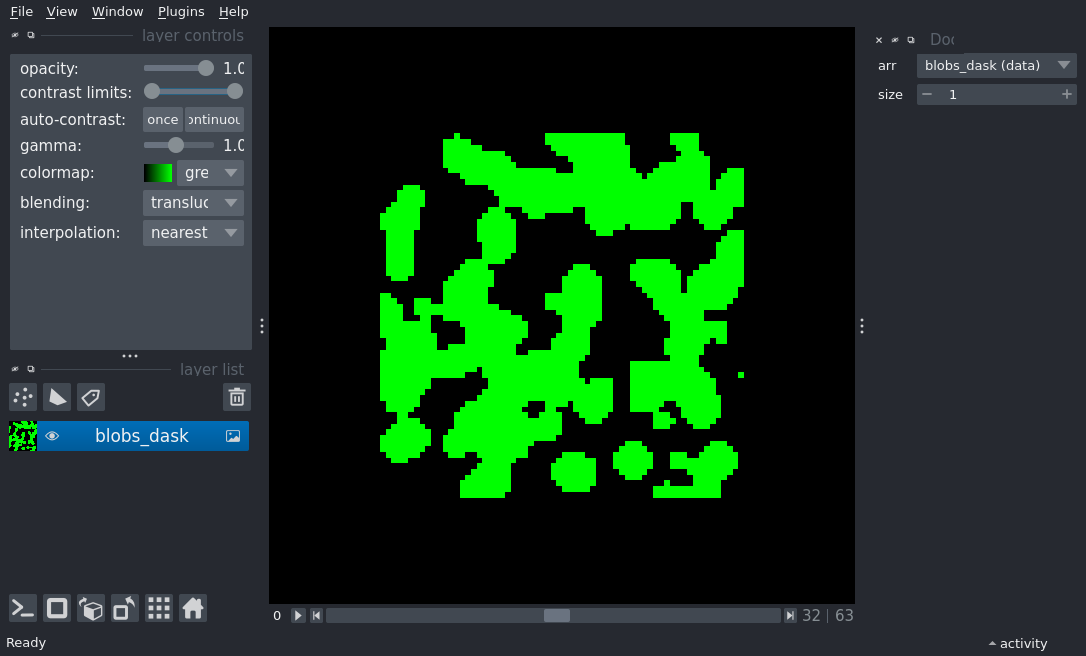 File View Window Plugins Help
layer controls
opacity: 1.0
contrast limits:
auto-contrast: once ontinuou
gamma: 1.0
colormap: gre
blending: transluc
interpolation: nearest
layer list
blobs_dask
0 32 | 63
Ready
Doc
arr blobs_dask (data)
size 1
activity